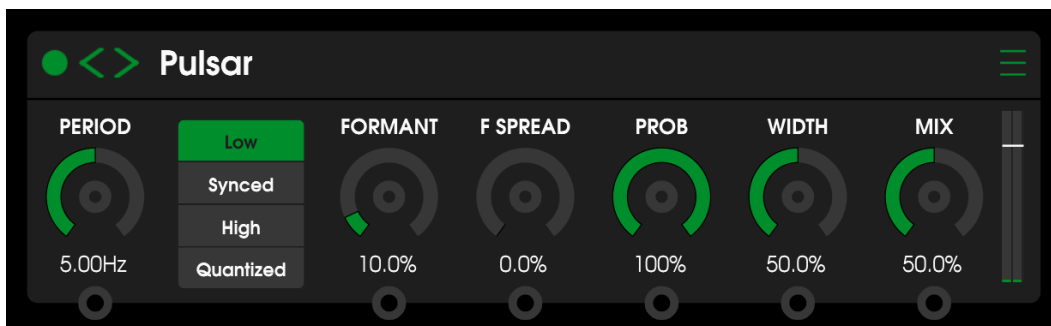 Pulsar
PERIOD
5.00Hz
Low
Synced
High
Quantized
FORMANT
10.0%
F SPREAD
0.0%
PROB
100%
WIDTH
50.0%
MIX
50.0%